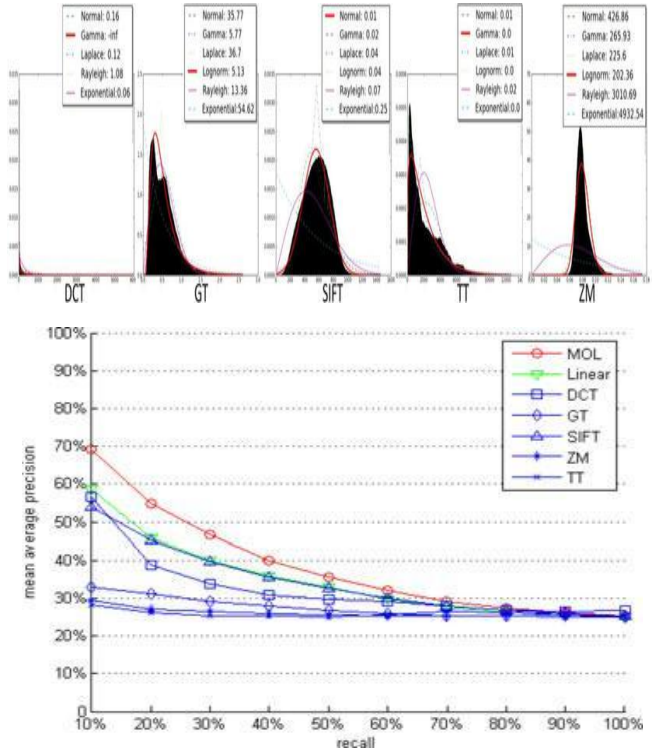 Normal: 0.16
Gamma: -inf
Laplace: 0.12
Rayleigh: 1.08
Exponential:0.06
Normal: 35.77
Gamma: 5.77
Laplace: 36.7
Lognorm: 5.13
Rayleigh: 13.36
Exponential:54.62
Normal: 0.01
Gamma: 0.02
Laplace: 0.04
Lognorm: 0.04
Rayleigh: 0.07
Exponential:0.25
Normal: 0.01
Gamma: 0.0
Laplace: 0.01
Lognorm: 0.0
Rayleigh: 0.02
Exponential:0.0
Normal: 426.86
Gamma: 265.93
Laplace: 225.6
Lognorm: 202.36
Rayleigh: 3010.69
Exponential:4932.54
DCT
GT
SIFT
TT
ZM
100%
90%
80%
70%
60%
50%
40%
30%
20%
10%
0
mean average precision
MOL
Linear
DCT
GT
SIFT
ZM
TT
10% 20% 30% 40% 50% 60% 70% 80% 90% 100%
recall